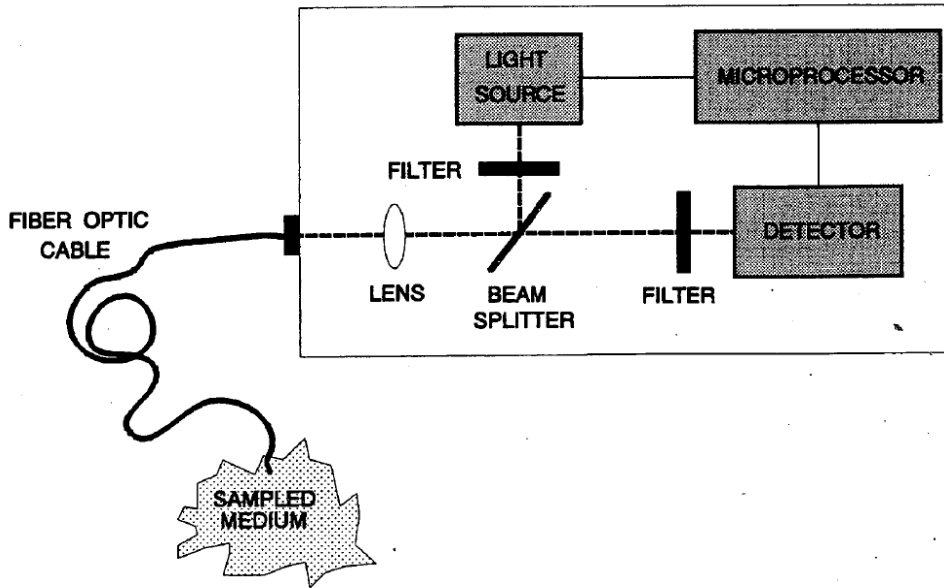 LIGHT
SOURCE
MICROPROCESSOR
FILTER
FIBER OPTIC
CABLE
DETECTOR
LENS
BEAM
SPLITTER
FILTER
SAMPLED
MEDIUM